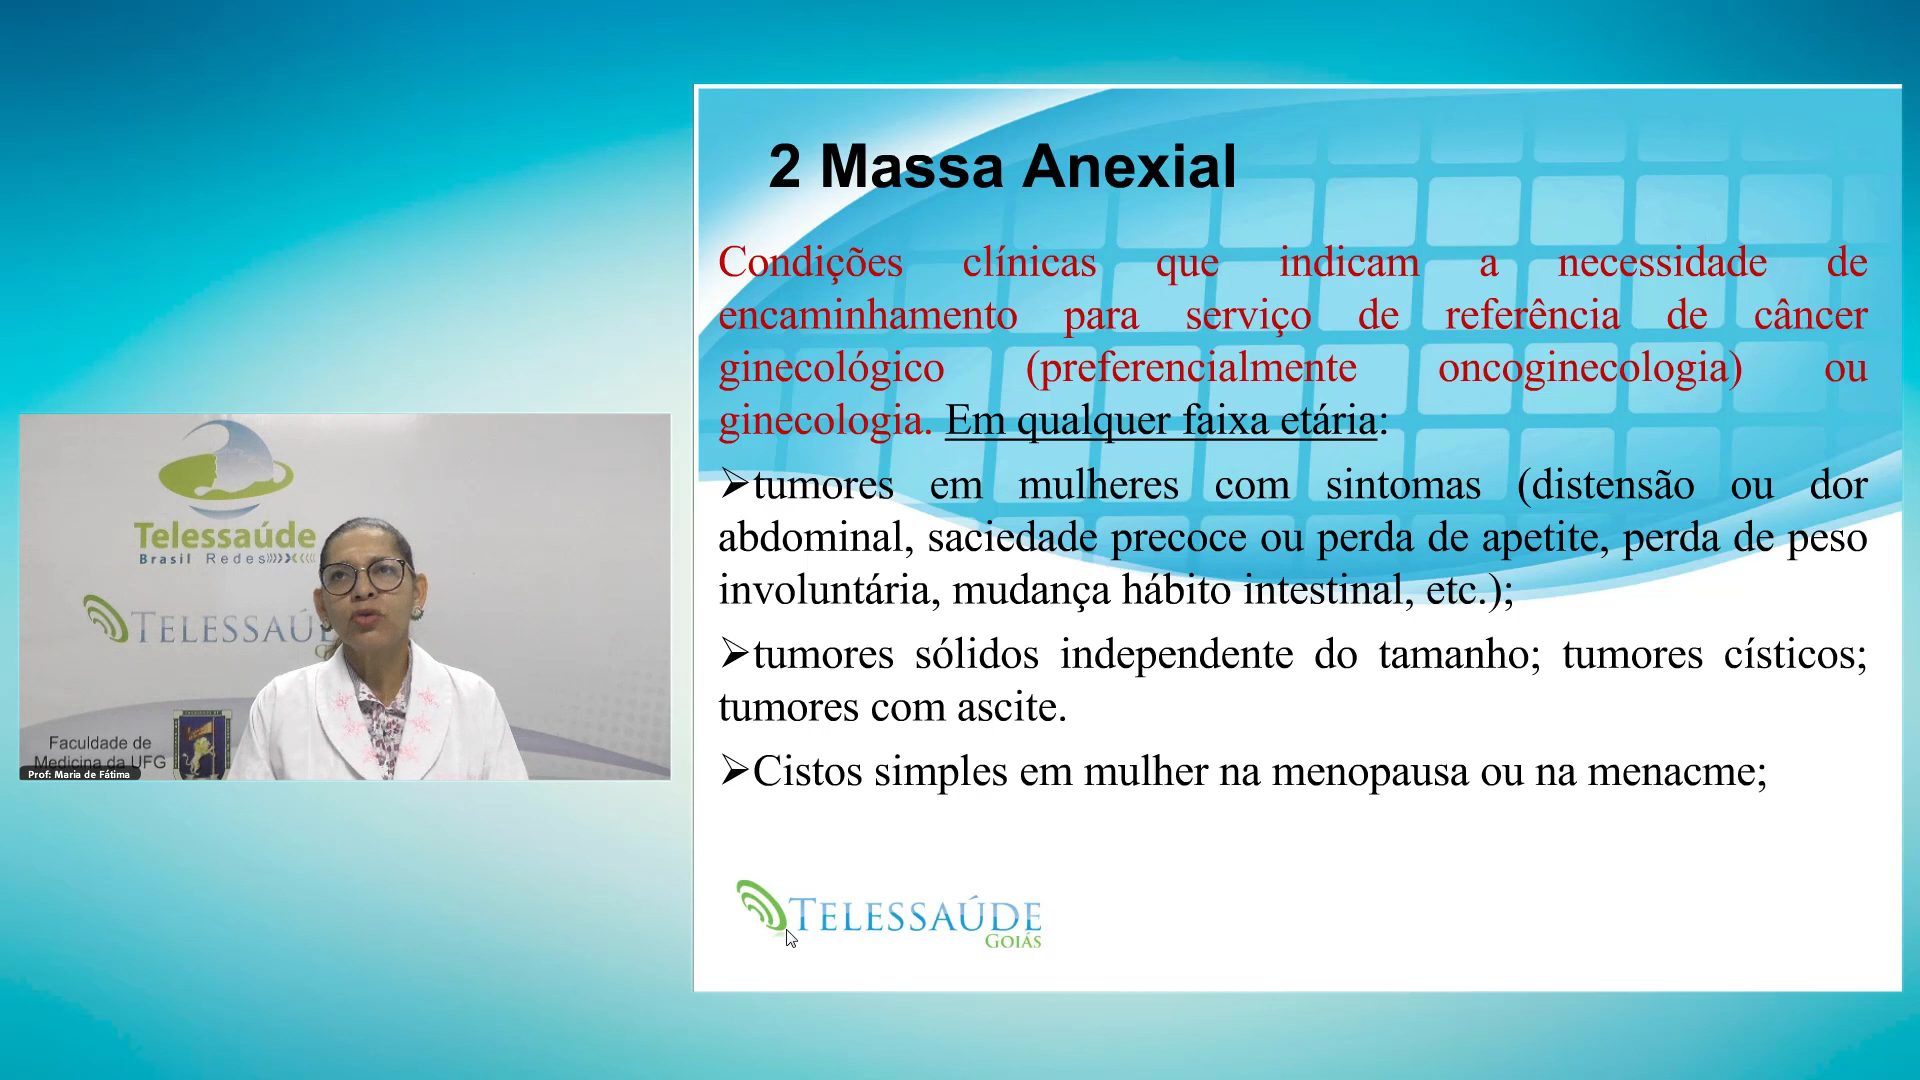 2 Massa Anexial
Condições clínicas que indicam a necessidade de
encaminhamento para serviço de referência de câncer
ginecológico (preferencialmente oncoginecologia) ou
ginecologia. Em qualquer faixa etária:
➢tumores em mulheres com sintomas (distensão ou dor
abdominal, saciedade precoce ou perda de apetite, perda de peso
involuntária, mudança hábito intestinal, etc.);
➢tumores sólidos independente do tamanho; tumores císticos;
tumores com ascite.
➢Cistos simples em mulher na menopausa ou na menacme;
TELESSAÚDE
GOIÁS
Telessaúde
Brasil Redes
TELESSAÚ
Faculdade de
Medicina da UFG
Prof: Maria de Fátima